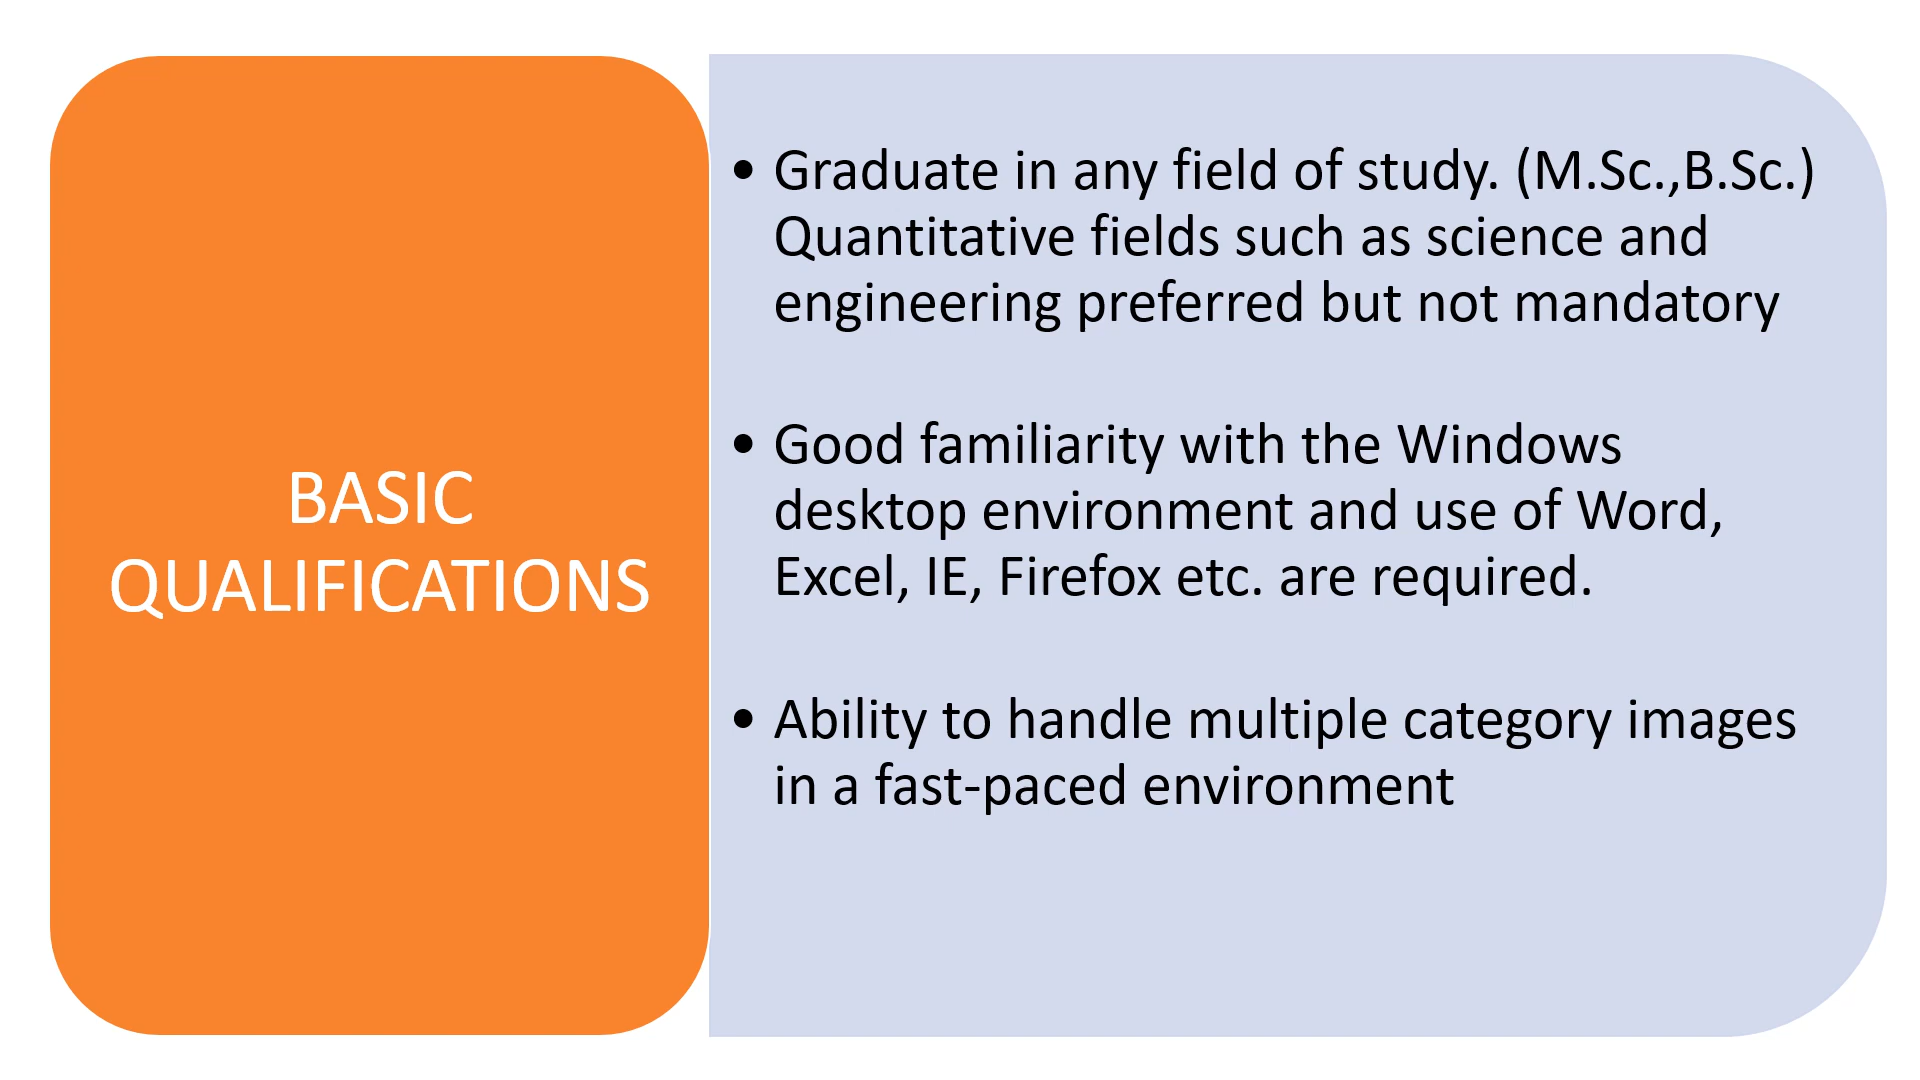 BASIC
QUALIFICATIONS
• Graduate in any field of study. (M.Sc.,B.Sc.)
Quantitative fields such as science and
engineering preferred but not mandatory
• Good familiarity with the Windows
desktop environment and use of Word,
Excel, IE, Firefox etc. are required.
• Ability to handle multiple category images
in a fast-paced environment